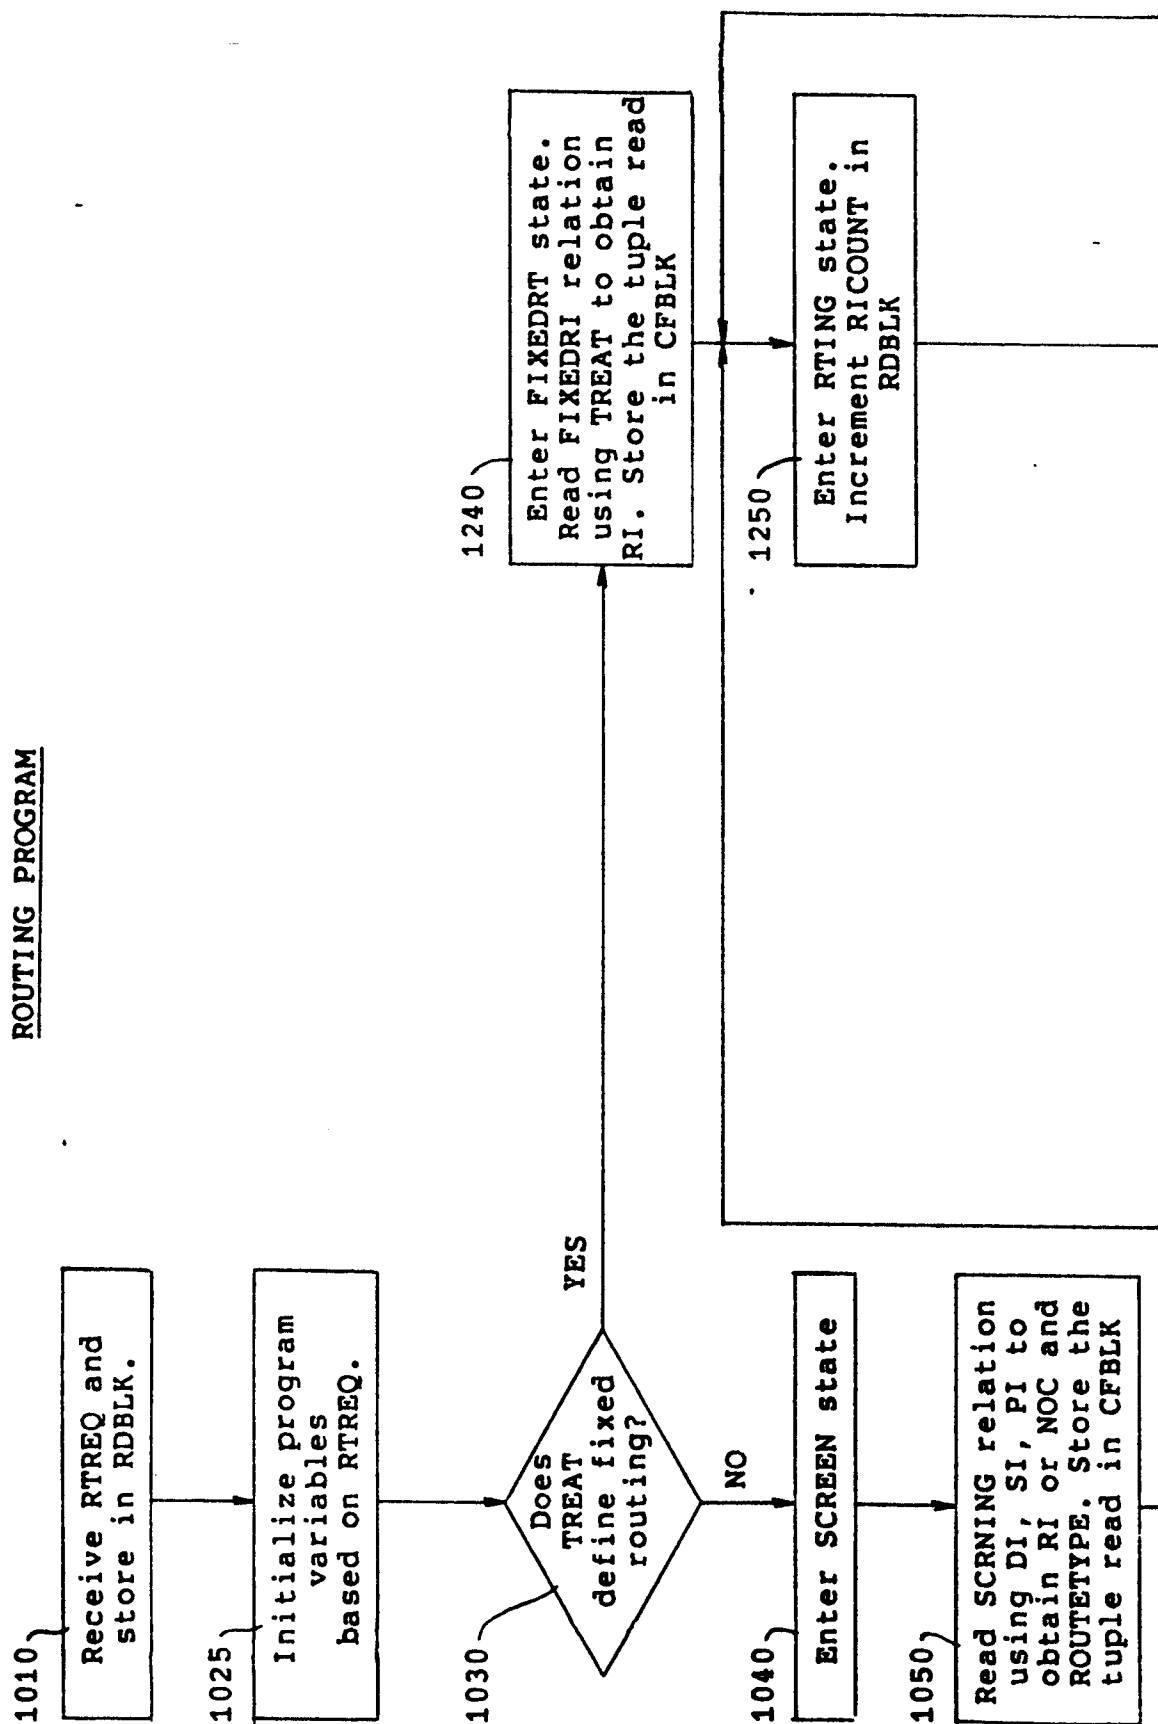 ROUTING PROGRAM
1010
Receive RTREQ and
store in RDBLK.
1025
Initialize program
variables
based on RTREQ.
1030
Does
TREAT
define fixed
routing?
YES
NO
1040
Enter SCREEN state
1050
Read SCRNING relation
using DI, SI, PI to
obtain RI or NOC and
ROUTETYPE. Store the
tuple read in CFBLK
1240
Enter FIXEDRT state.
Read FIXEDRI relation
using TREAT to obtain
RI. Store the tuple read
in CFBLK
1250
Enter RTING state.
Increment RICOUNT in
RDBLK